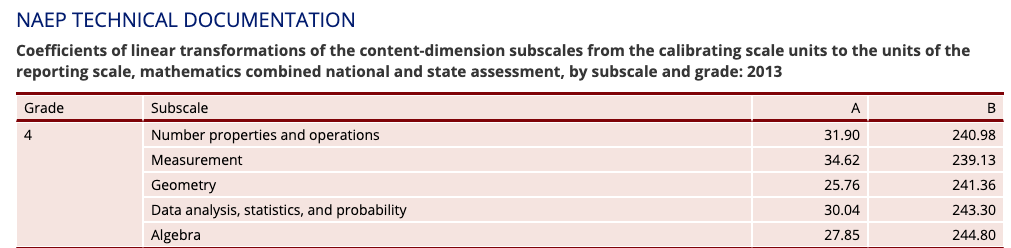 NAEP TECHNICAL DOCUMENTATION
Coefficients of linear transformations of the content-dimension subscales from the calibrating scale units to the units of the
reporting scale, mathematics combined national and state assessment, by subscale and grade: 2013
Grade Subscale A B
4 Number properties and operations 31.90 240.98
Measurement 34.62 239.13
Geometry 25.76 241.36
Data analysis, statistics, and probability 30.04 243.30
Algebra 27.85 244.80